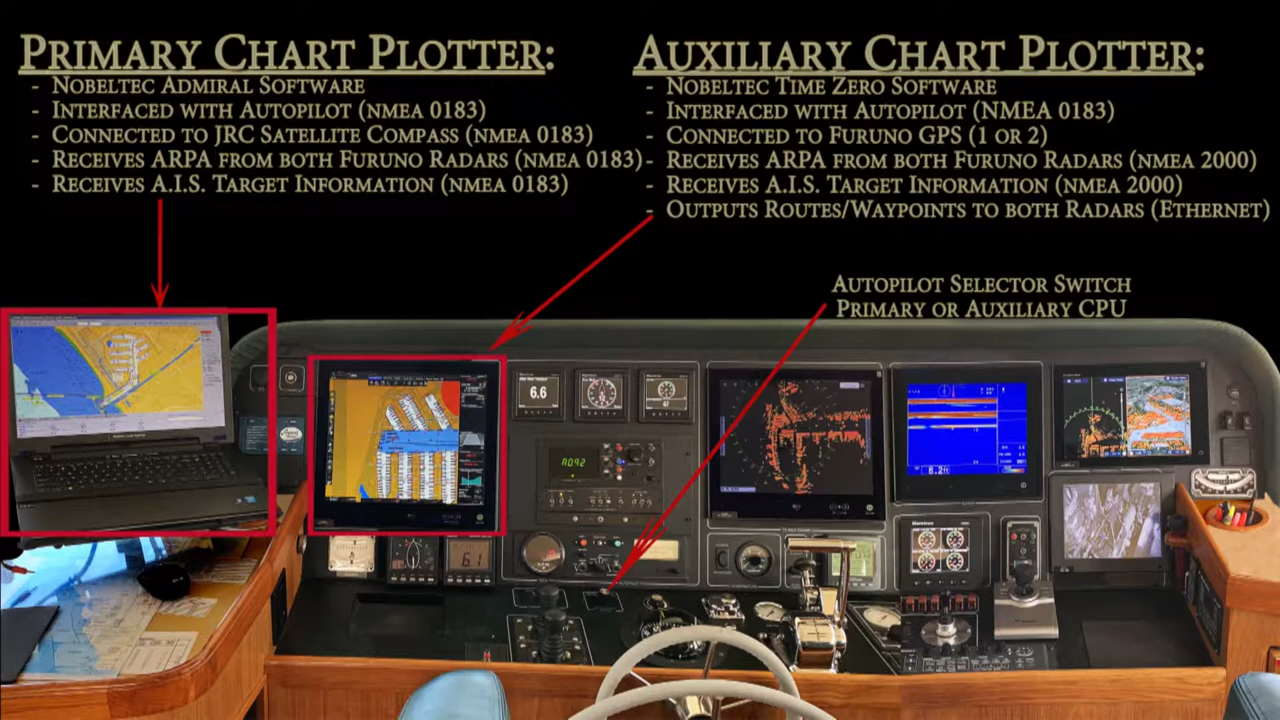 Primary Chart Plotter:
- Nobeltec Admiral Software
- Interfaced with Autopilot (nmea 0183)
- Connected to JRC Satellite Compass (nmea 0183)
- Receives ARPA from both Furuno Radars (nmea 0183)
- Receives A.I.S. Target Information (nmea 0183)
Auxiliary Chart Plotter:
- Nobeltec Time Zero Software
- Interfaced with Autopilot (NMEA 0183)
- Connected to Furuno GPS (1 or 2)
- Receives ARPA from both Furuno Radars (nmea 2000)
- Receives A.I.S. Target Information (nmea 2000)
- Outputs Routes/Waypoints to both Radars (Ethernet)
Autopilot Selector Switch
Primary or Auxiliary CPU
6.6
A092
6.2ft
61